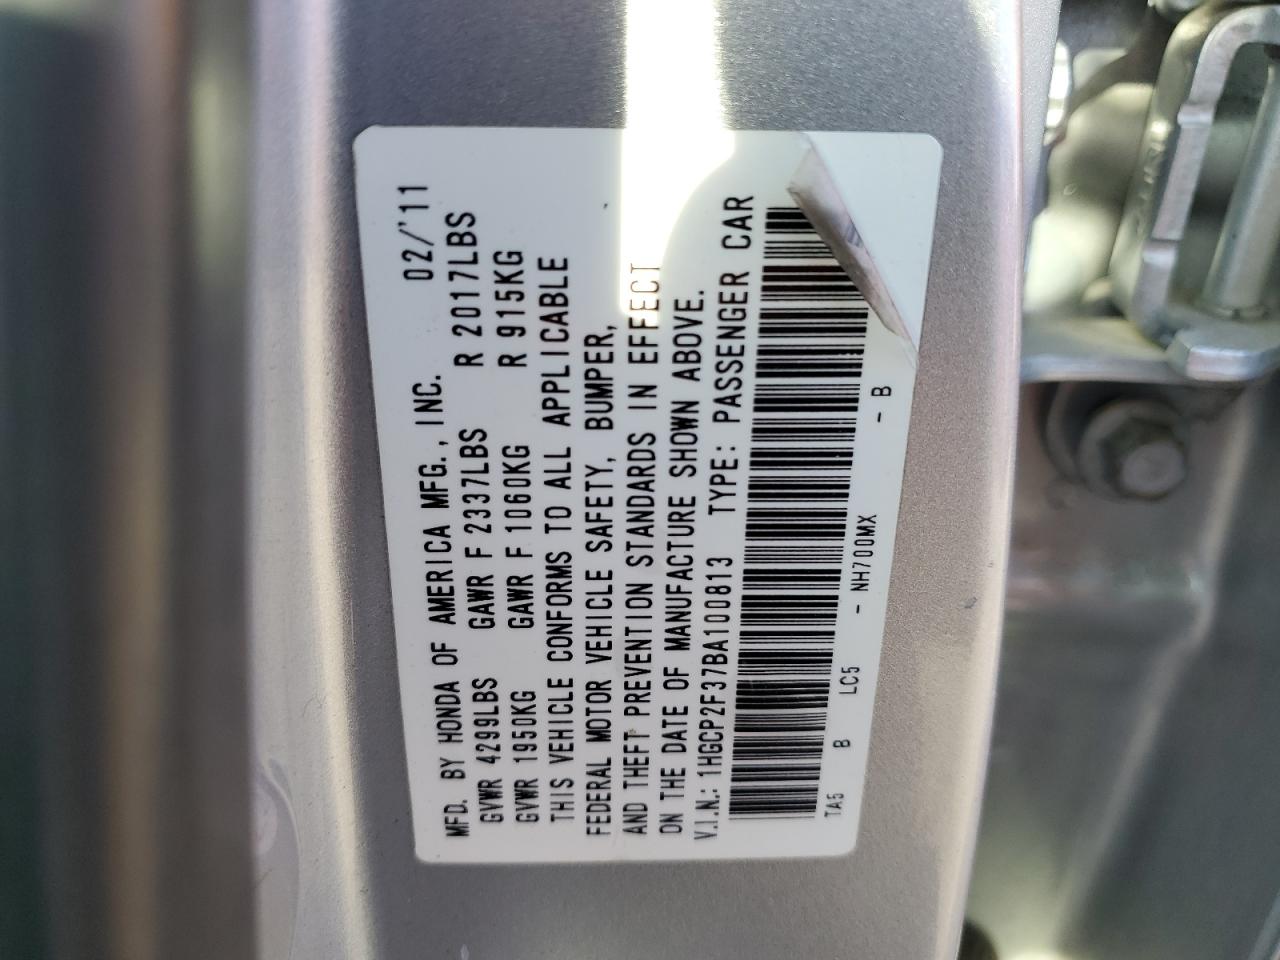 MFD. BY HONDA OF AMERICA MFG., INC. 02/'11
GVWR 4299LBS GAWR F 2337LBS R 2017LBS
GVWR 1950KG GAWR F 1060KG R 915KG
THIS VEHICLE CONFORMS TO ALL APPLICABLE
FEDERAL MOTOR VEHICLE SAFETY, BUMPER,
AND THEFT PREVENTION STANDARDS IN EFFECT
ON THE DATE OF MANUFACTURE SHOWN ABOVE.
V.I.N.: 1HGCP2F37BA100813 TYPE: PASSENGER CAR
TA5 B LC5 - NH700MX - B